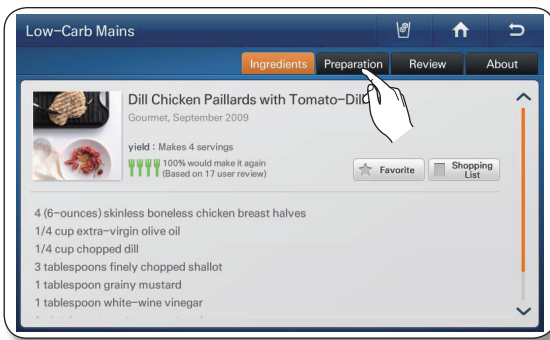 Low-Carb Mains
Ingredients Preparation Review About
Dill Chicken Paillards with Tomato-Dill
Gourmet, September 2009
yield : Makes 4 servings
100% would make it again
(Based on 17 user review)
Favorite
Shopping
List
4 (6-ounces) skinless boneless chicken breast halves
1/4 cup extra-virgin olive oil
1/4 cup chopped dill
3 tablespoons finely chopped shallot
1 tablespoon grainy mustard
1 tablespoon white-wine vinegar